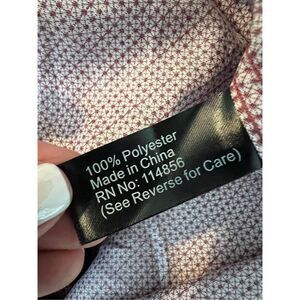 100% Polyester
Made in China
RN No: 114856
(See Reverse for Care)